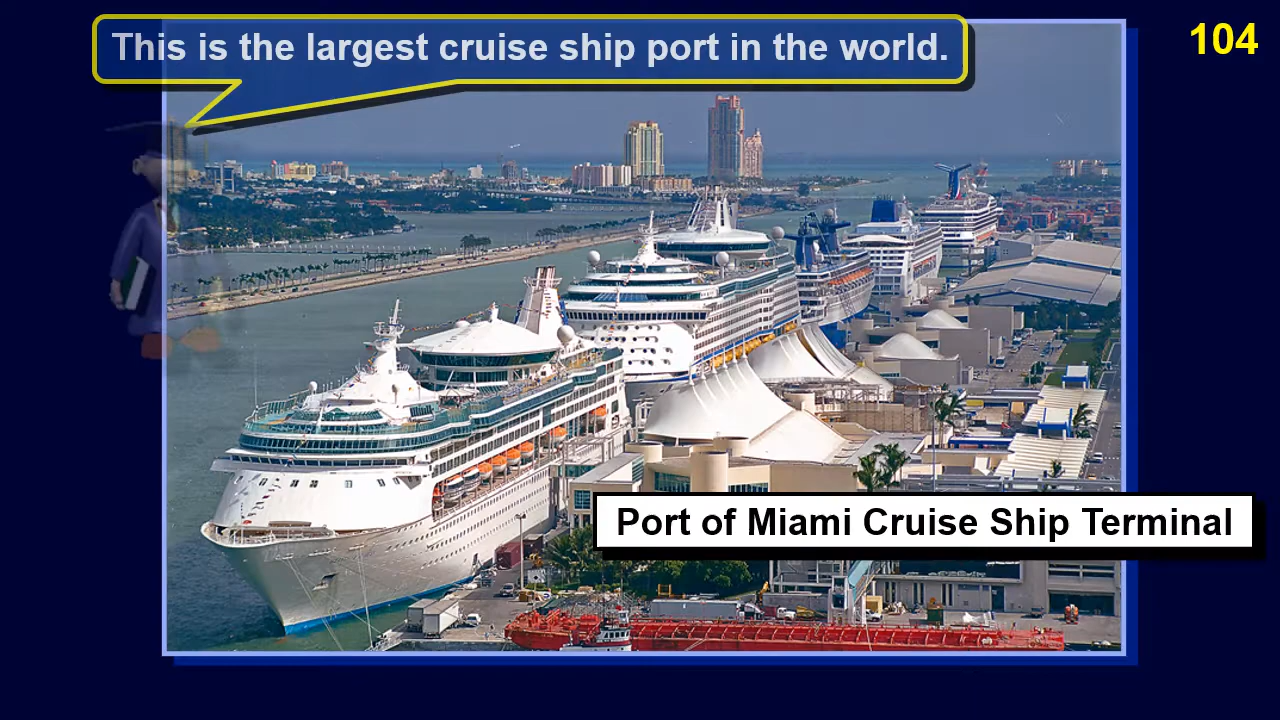 This is the largest cruise ship port in the world.
104
Port of Miami Cruise Ship Terminal